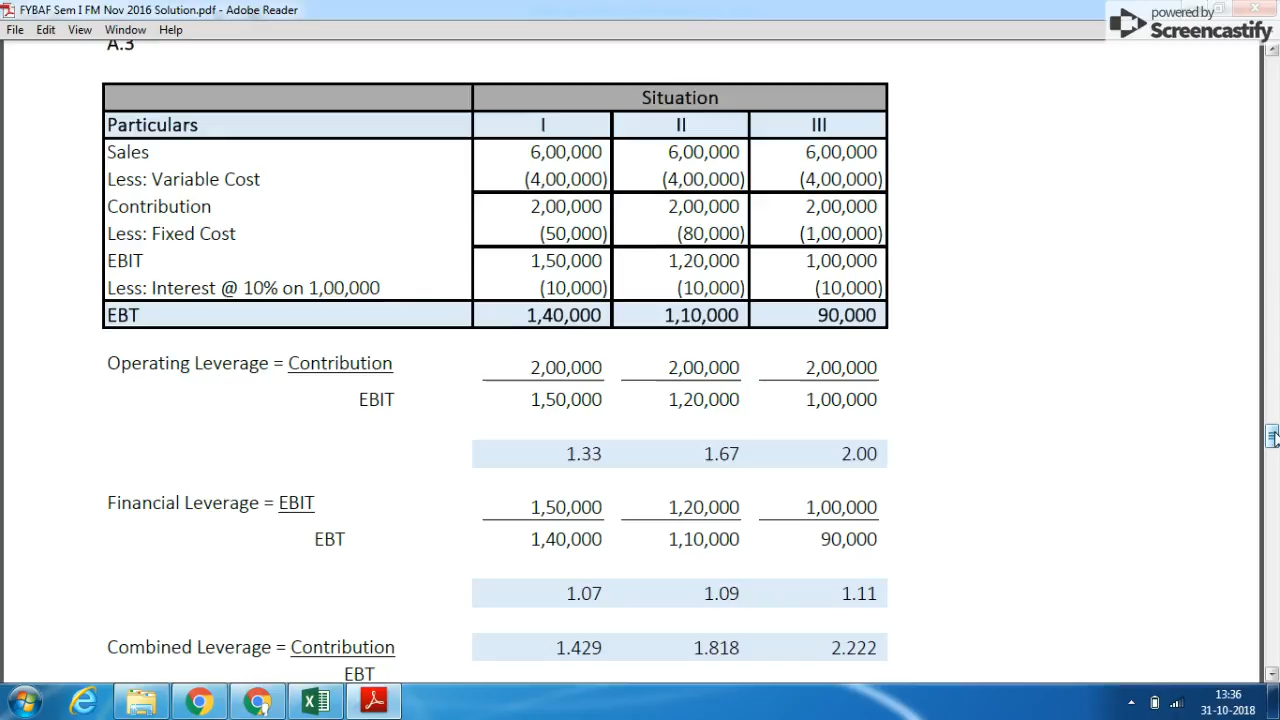 FYBAF Sem I FM Nov 2016 Solution.pdf - Adobe Reader
powered by
Screencastify
File Edit View Window Help
A.3
Situation
Particulars I II III
Sales 6,00,000 6,00,000 6,00,000
Less: Variable Cost (4,00,000) (4,00,000) (4,00,000)
Contribution 2,00,000 2,00,000 2,00,000
Less: Fixed Cost (50,000) (80,000) (1,00,000)
EBIT 1,50,000 1,20,000 1,00,000
Less: Interest @ 10% on 1,00,000 (10,000) (10,000) (10,000)
EBT 1,40,000 1,10,000 90,000
Operating Leverage = Contribution 2,00,000 2,00,000 2,00,000
EBIT 1,50,000 1,20,000 1,00,000
1.33 1.67 2.00
Financial Leverage = EBIT 1,50,000 1,20,000 1,00,000
EBT 1,40,000 1,10,000 90,000
1.07 1.09 1.11
Combined Leverage = Contribution 1.429 1.818 2.222
EBT
13:36
31-10-2018